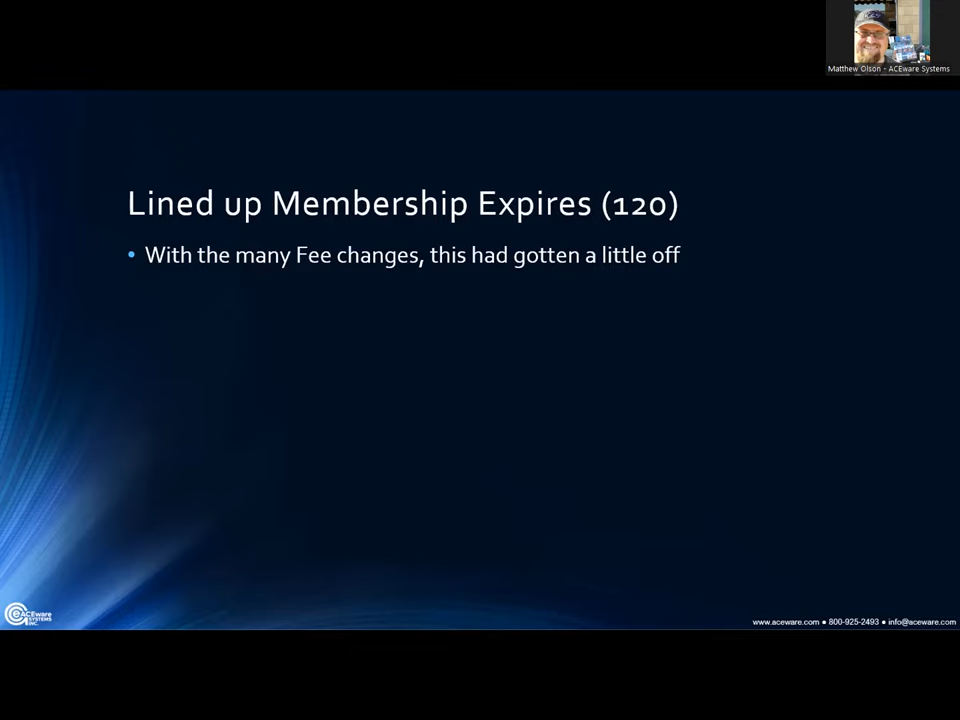 Matthew Olson - ACEware Systems
Lined up Membership Expires (120)
• With the many Fee changes, this had gotten a little off
ACEware
SYSTEMS
INC.
www.aceware.com ● 800-925-2493 ● info@aceware.com